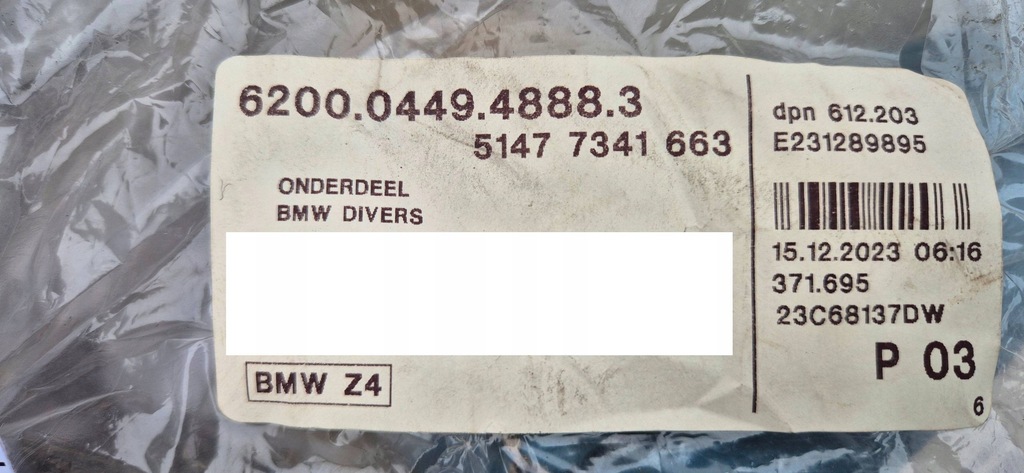 6200.0449.4888.3
5147 7341 663
ONDERDEEL
BMW DIVERS
BMW Z4
dpn 612.203
E231289895
15.12.2023 06:16
371.695
23C68137DW
P 03
6